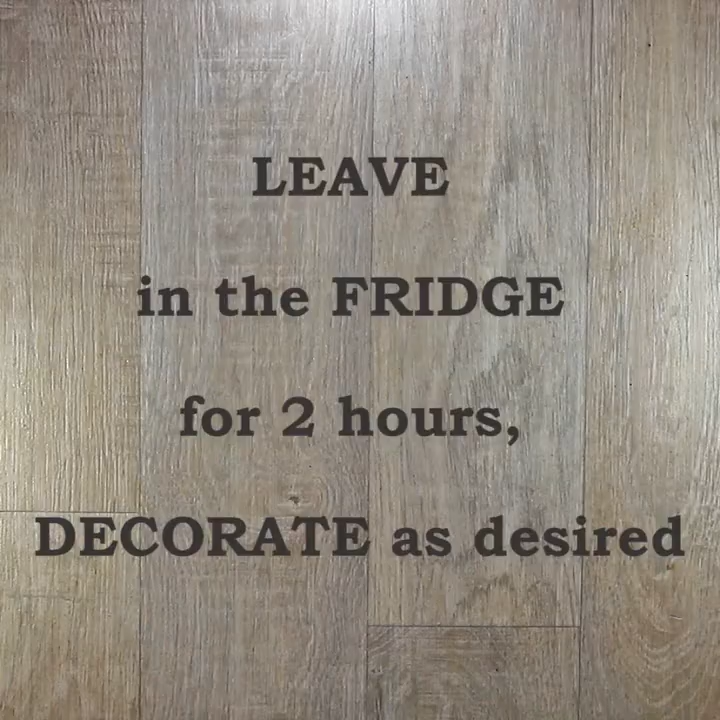 LEAVE
in the FRIDGE
for 2 hours,
DECORATE as desired